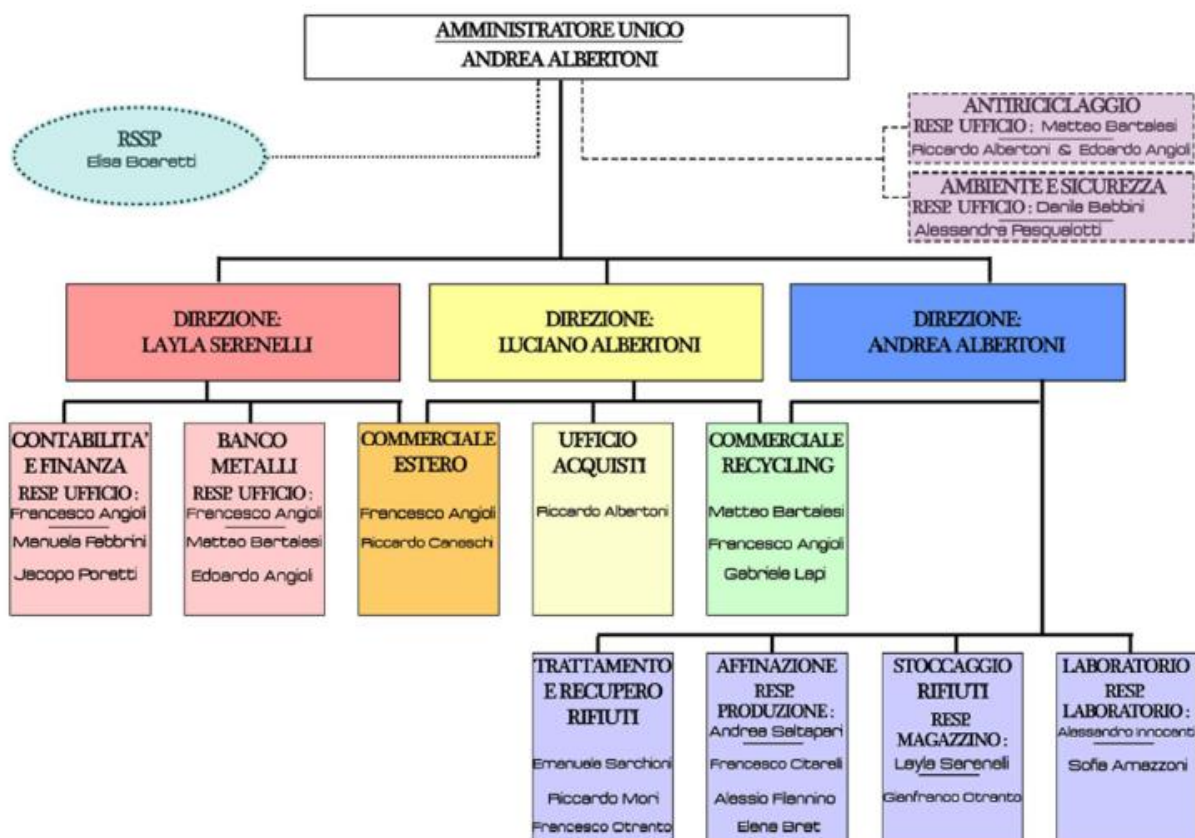 AMMINISTRATORE UNICO
ANDREA ALBERTONI
RSSP
Elisa Boaretti
ANTIRICICLAGGIO
RESP. UFFICIO : Matteo Bartalesi
Riccardo Albertoni & Edoardo Angioli
AMBIENTE E SICUREZZA
RESP. UFFICIO : Danila Babbini
Alessandra Pasqualotti
DIREZIONE:
LAYLA SERENELLI
DIREZIONE:
LUCIANO ALBERTONI
DIREZIONE:
ANDREA ALBERTONI
CONTABILITA'
E FINANZA
RESP. UFFICIO :
Francesco Angioli
Manuela Fabbrini
Jacopo Poretti
BANCO
METALLI
RESP. UFFICIO :
Francesco Angioli
Matteo Bartalesi
Edoardo Angioli
COMMERCIALE
ESTERO
Francesco Angioli
Riccardo Caneschi
UFFICIO
ACQUISTI
Riccardo Albertoni
COMMERCIALE
RECYCLING
Matteo Bartalesi
Francesco Angioli
Gabriele Lapi
TRATTAMENTO
E RECUPERO
RIFIUTI
Emanuele Sarchioni
Riccardo Mori
Francesco Otranto
AFFINAZIONE
RESP.
PRODUZIONE :
Andrea Saltapari
Francesco Citarelli
Alessio Fiannino
Elena Brat
STOCCAGGIO
RIFIUTI
RESP.
MAGAZZINO :
Layla Serenelli
Gianfranco Otranto
LABORATORIO
RESP.
LABORATORIO :
Alessandro Innocenti
Sofia Amazzoni